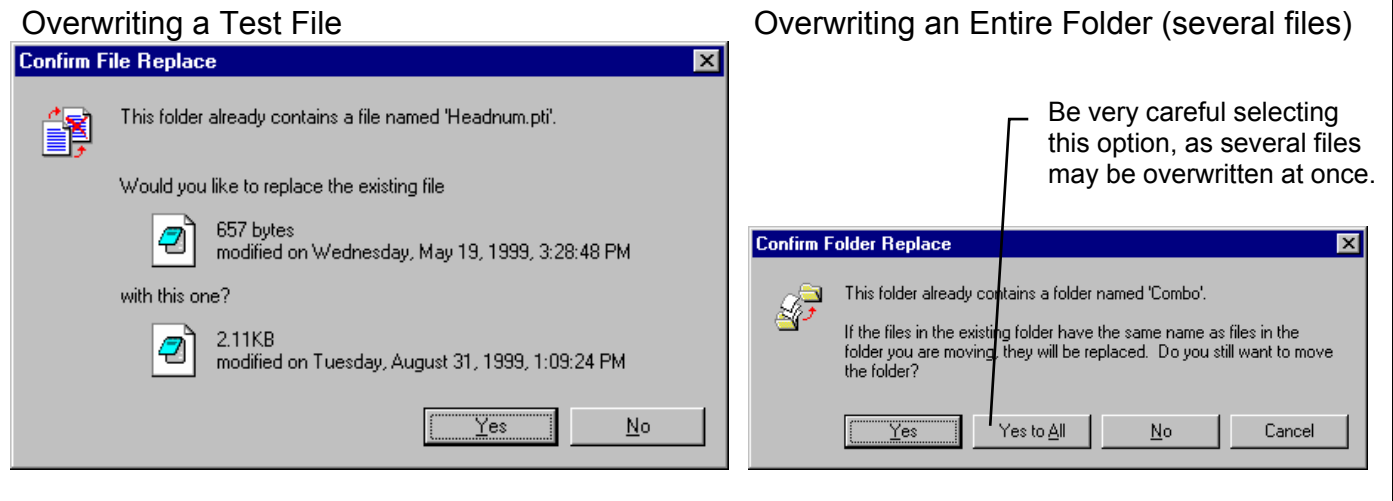 Overwriting a Test File
Confirm File Replace
This folder already contains a file named 'Headnum.pti'.
Would you like to replace the existing file
657 bytes
modified on Wednesday, May 19, 1999, 3:28:48 PM
with this one?
2.11KB
modified on Tuesday, August 31, 1999, 1:09:24 PM
Yes
No
Overwriting an Entire Folder (several files)
Be very careful selecting
this option, as several files
may be overwritten at once.
Confirm Folder Replace
This folder already contains a folder named 'Combo'.
If the files in the existing folder have the same name as files in the
folder you are moving, they will be replaced. Do you still want to move
the folder?
Yes
Yes to All
No
Cancel